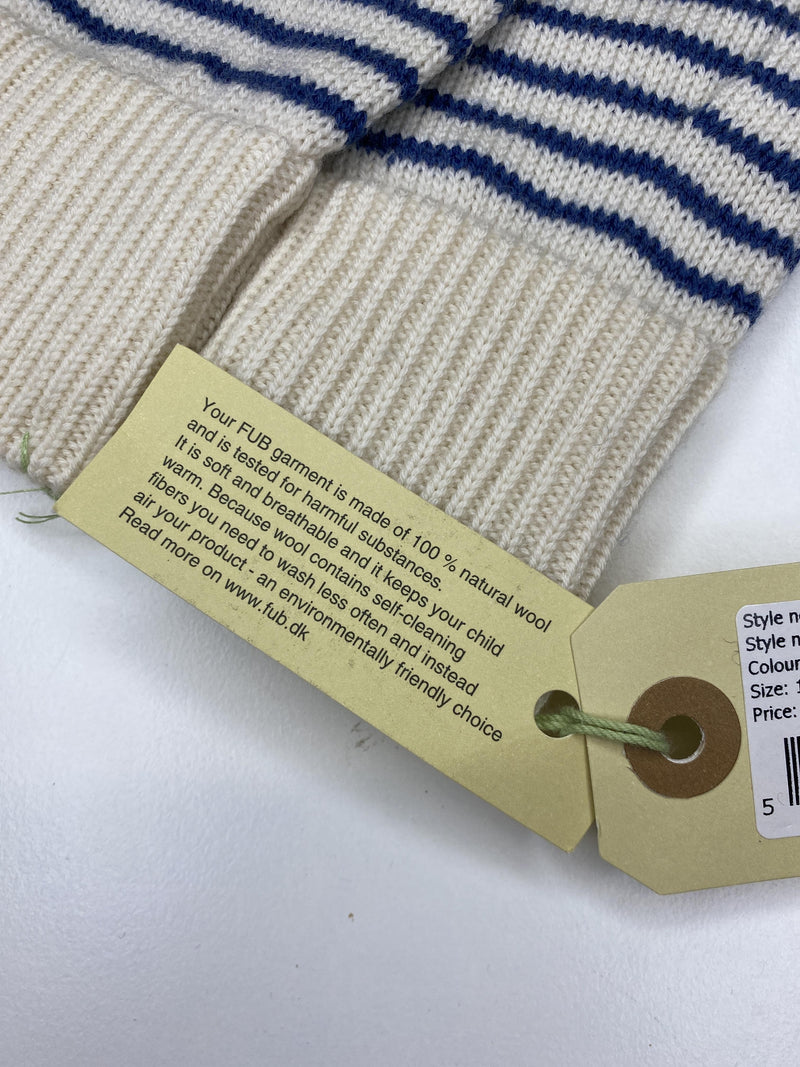 Your FUB garment is made of 100 % natural wool
and is tested for harmful substances.
It is soft and breathable and it keeps your child
warm. Because wool contains self-cleaning
fibers you need to wash less often and instead
air your product - an environmentally friendly choice
Read more on www.fub.dk
Style
Style
Colour
Size:
Price:
5